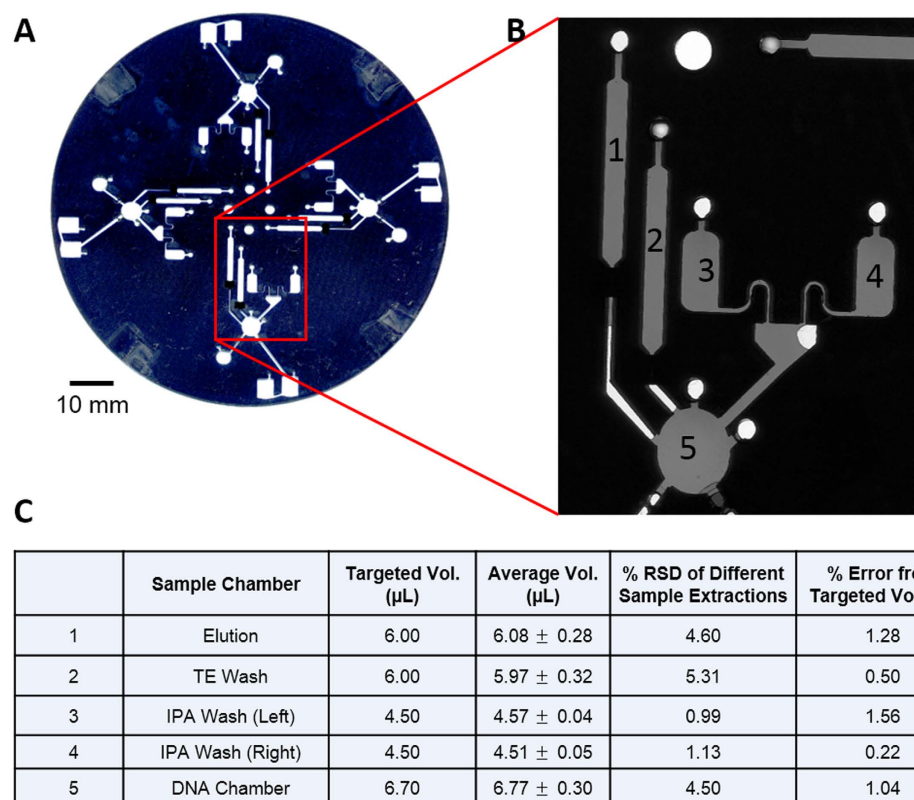 A
B
10 mm
1
2
3
4
5
C
Sample Chamber
Targeted Vol. (µL)
Average Vol. (µL)
% RSD of Different Sample Extractions
% Error
Targeted
1 Elution 6.00 6.08 ± 0.28 4.60 1.28
2 TE Wash 6.00 5.97 ± 0.32 5.31 0.50
3 IPA Wash (Left) 4.50 4.57 ± 0.04 0.99 1.56
4 IPA Wash (Right) 4.50 4.51 ± 0.05 1.13 0.22
5 DNA Chamber 6.70 6.77 ± 0.30 4.50 1.04